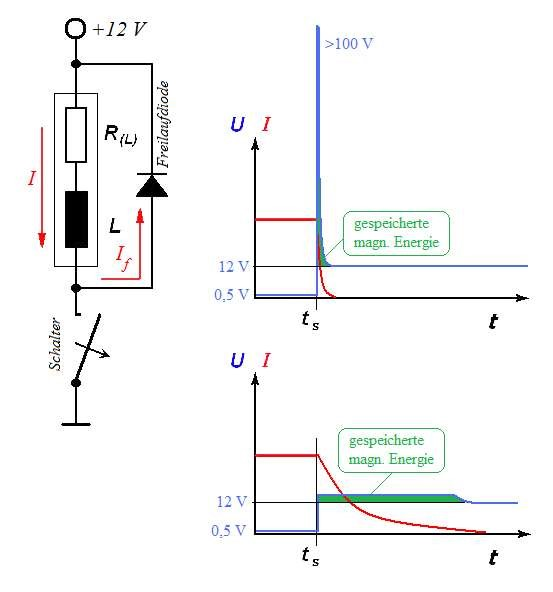 +12 V
R(L)
Freilaufdiode
I
L
If
Schalter
>100 V
U I
gespeicherte
magn. Energie
12 V
0,5 V
ts
t
U I
gespeicherte
magn. Energie
12 V
0,5 V
ts
t